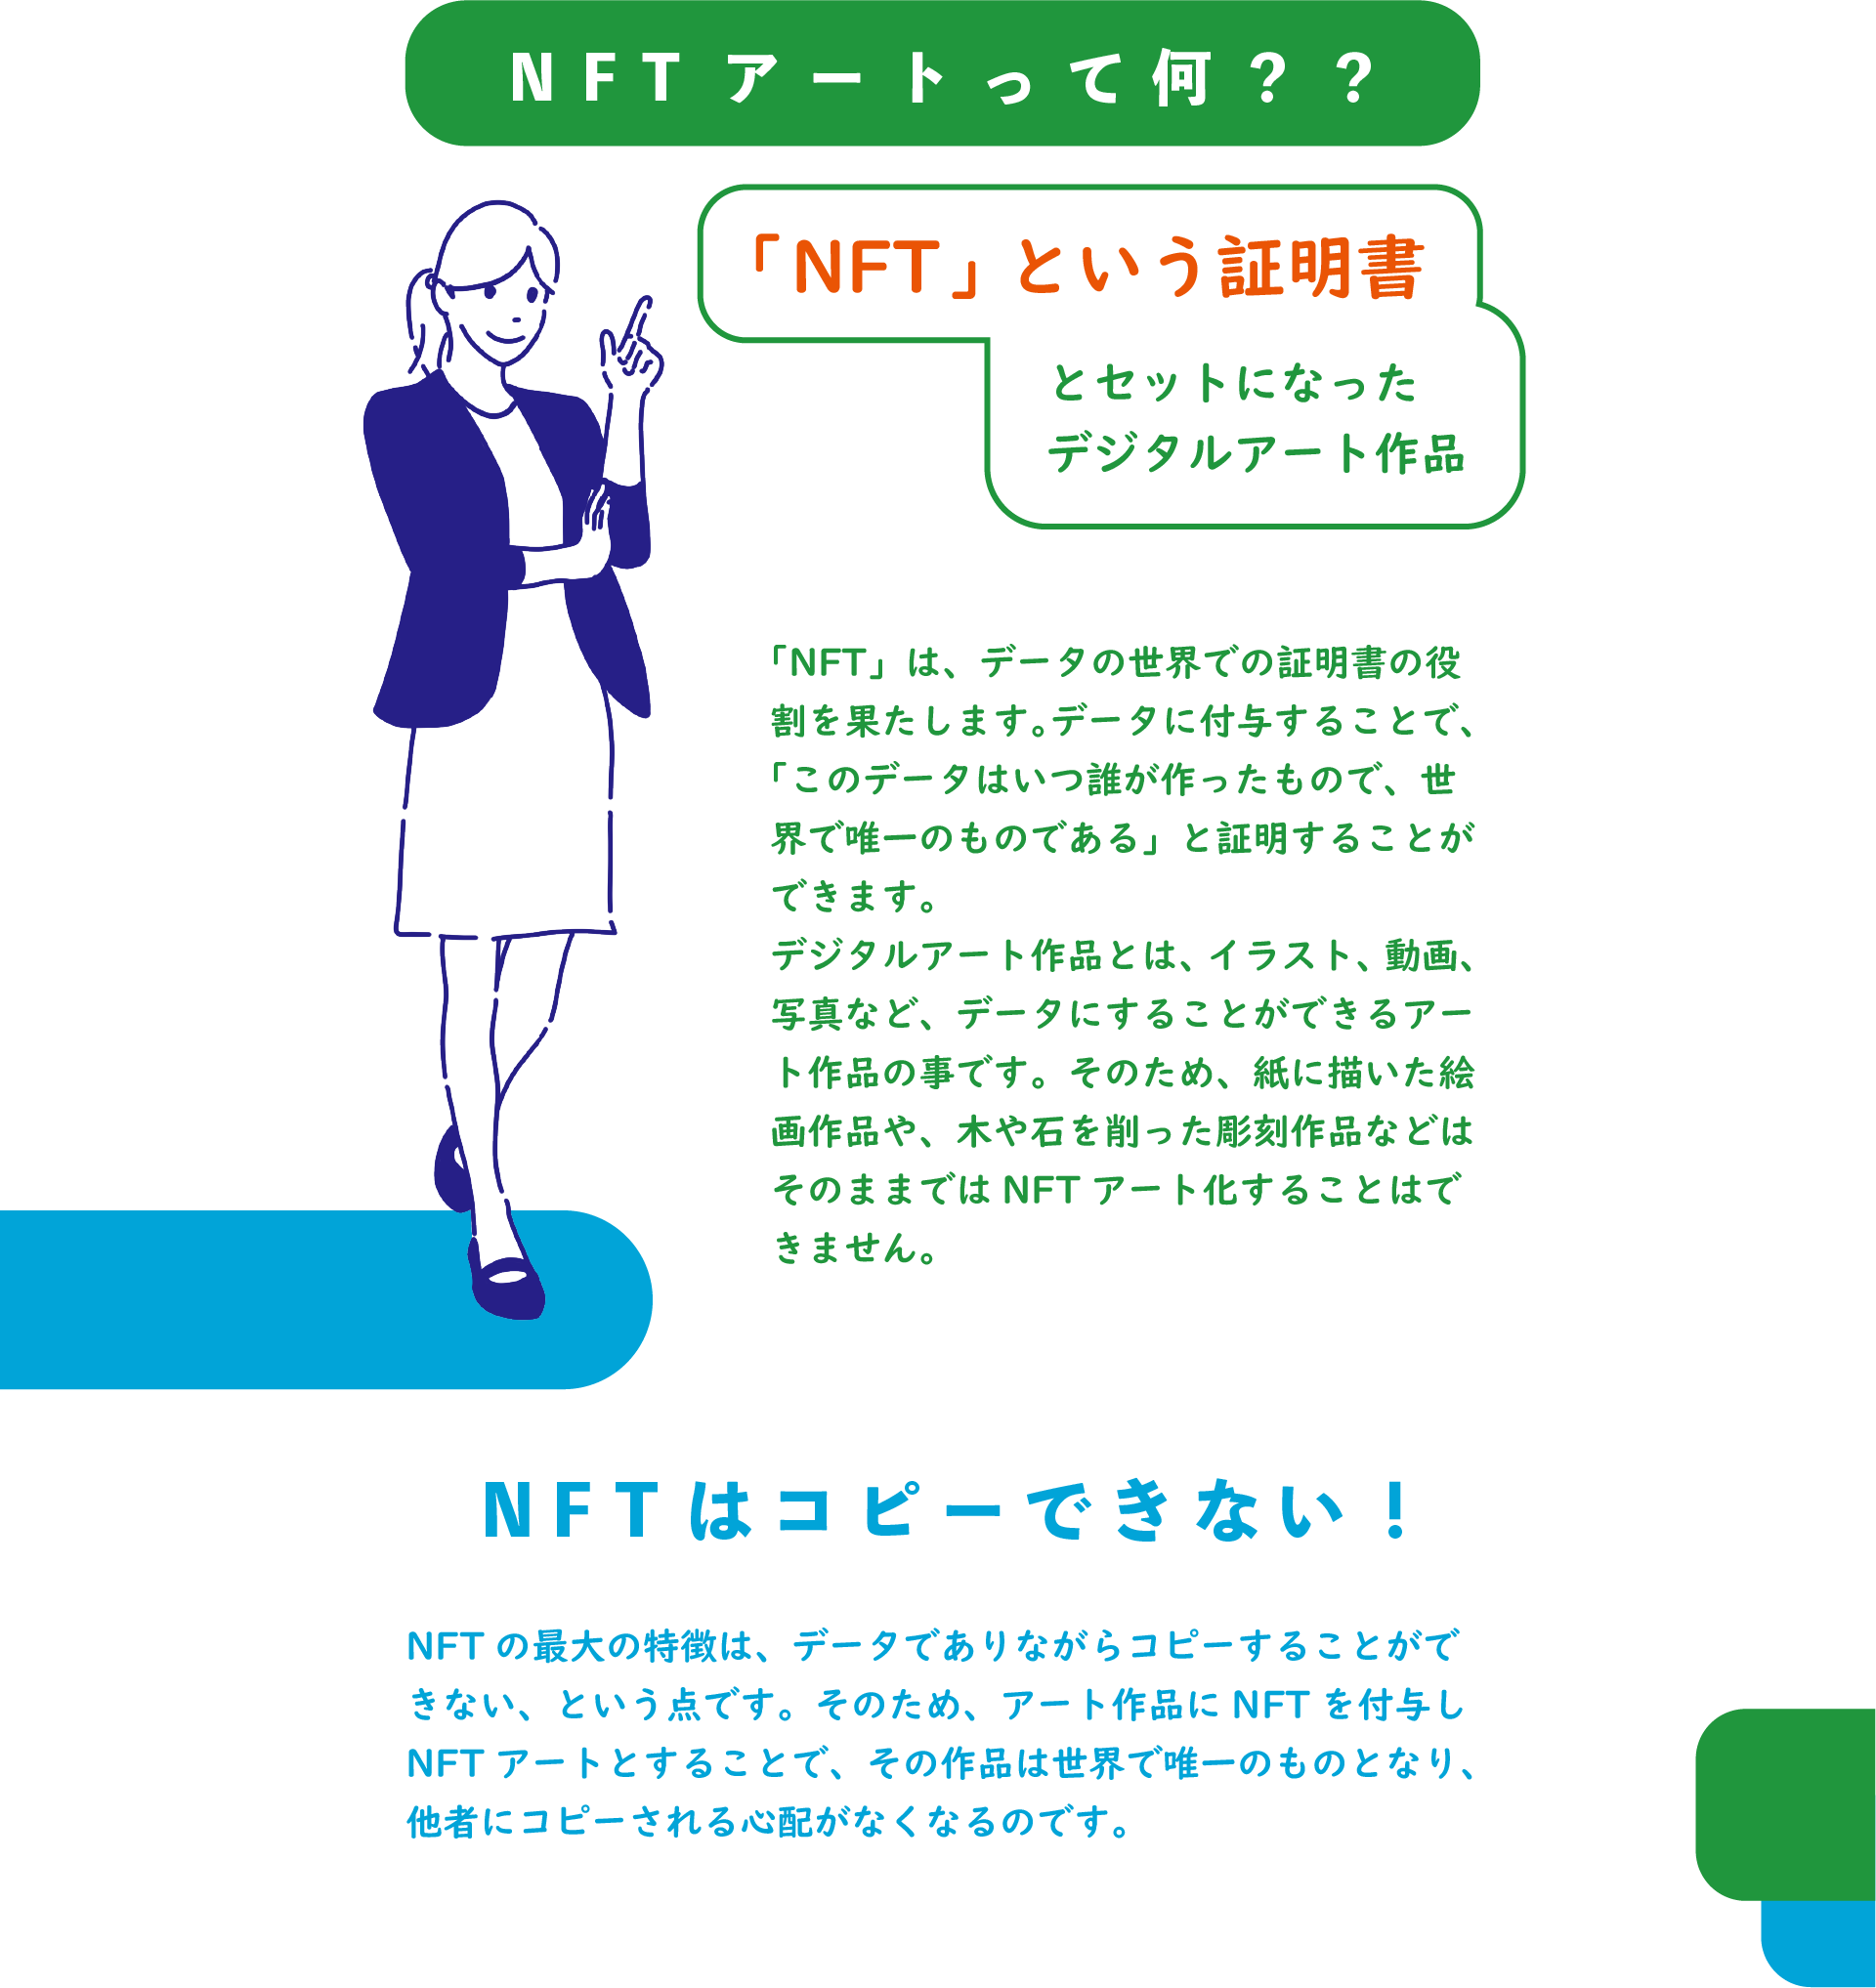 NFTアートって何??
「NFT」という証明書
とセットになった
デジタルアート作品
「NFT」は、データの世界での証明書の役
割を果たします。データに付与することで、
「このデータはいつ誰が作ったもので、世
界で唯一のものである」と証明することが
できます。
デジタルアート作品とは、イラスト、動画、
写真など、データにすることができるアー
ト作品の事です。そのため、紙に描いた絵
画作品や、木や石を削った彫刻作品などは
そのままでは NFT アート化することはで
きません。
NFTはコピーできない!
NFT の最大の特徴は、データでありながらコピーすることがで
きない、という点です。そのため、アート作品に NFT を付与し
NFT アートとすることで、その作品は世界で唯一のものとなり、
他者にコピーされる心配がなくなるのです。